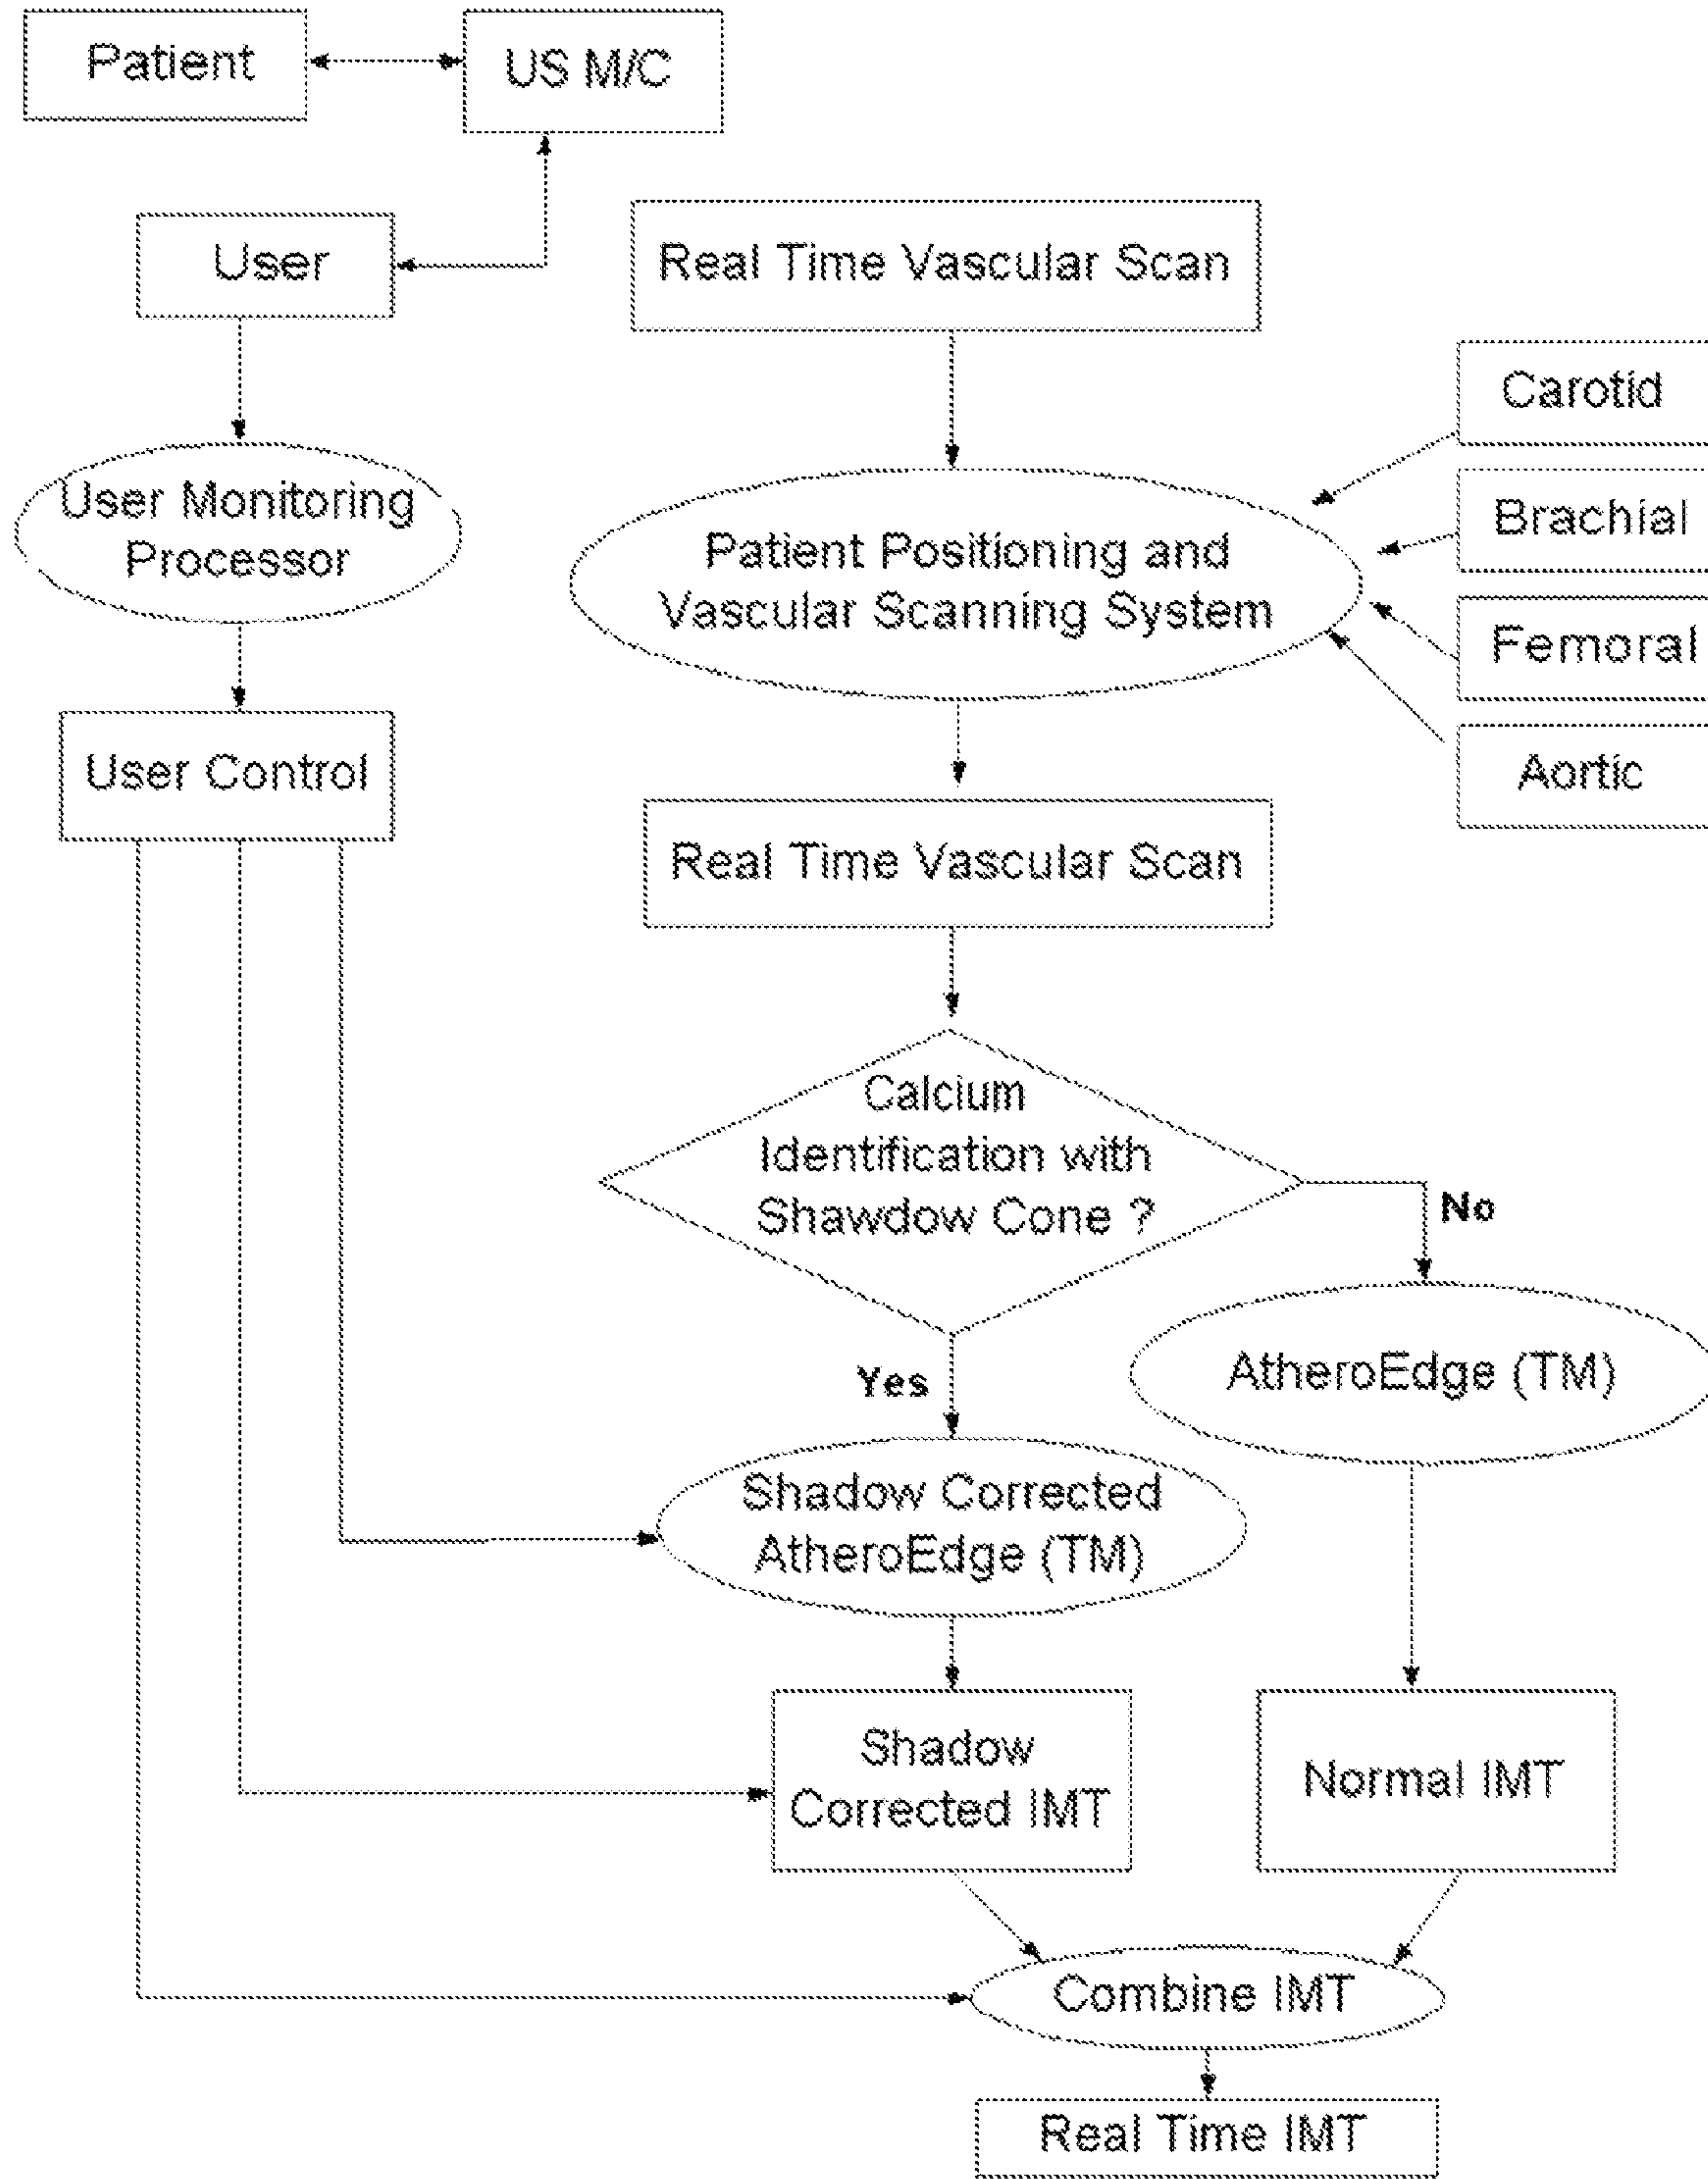 Patient
US M/C
User
Real Time Vascular Scan
Carotid
Brachial
Femoral
Aortic
User Monitoring
Processor
Patient Positioning and
Vascular Scanning System
User Control
Real Time Vascular Scan
Calcium
Identification with
Shawdow Cone ?
No
Yes
AtheroEdge (TM)
Shadow Corrected
AtheroEdge (TM)
Shadow
Corrected IMT
Normal IMT
Combine IMT
Real Time IMT